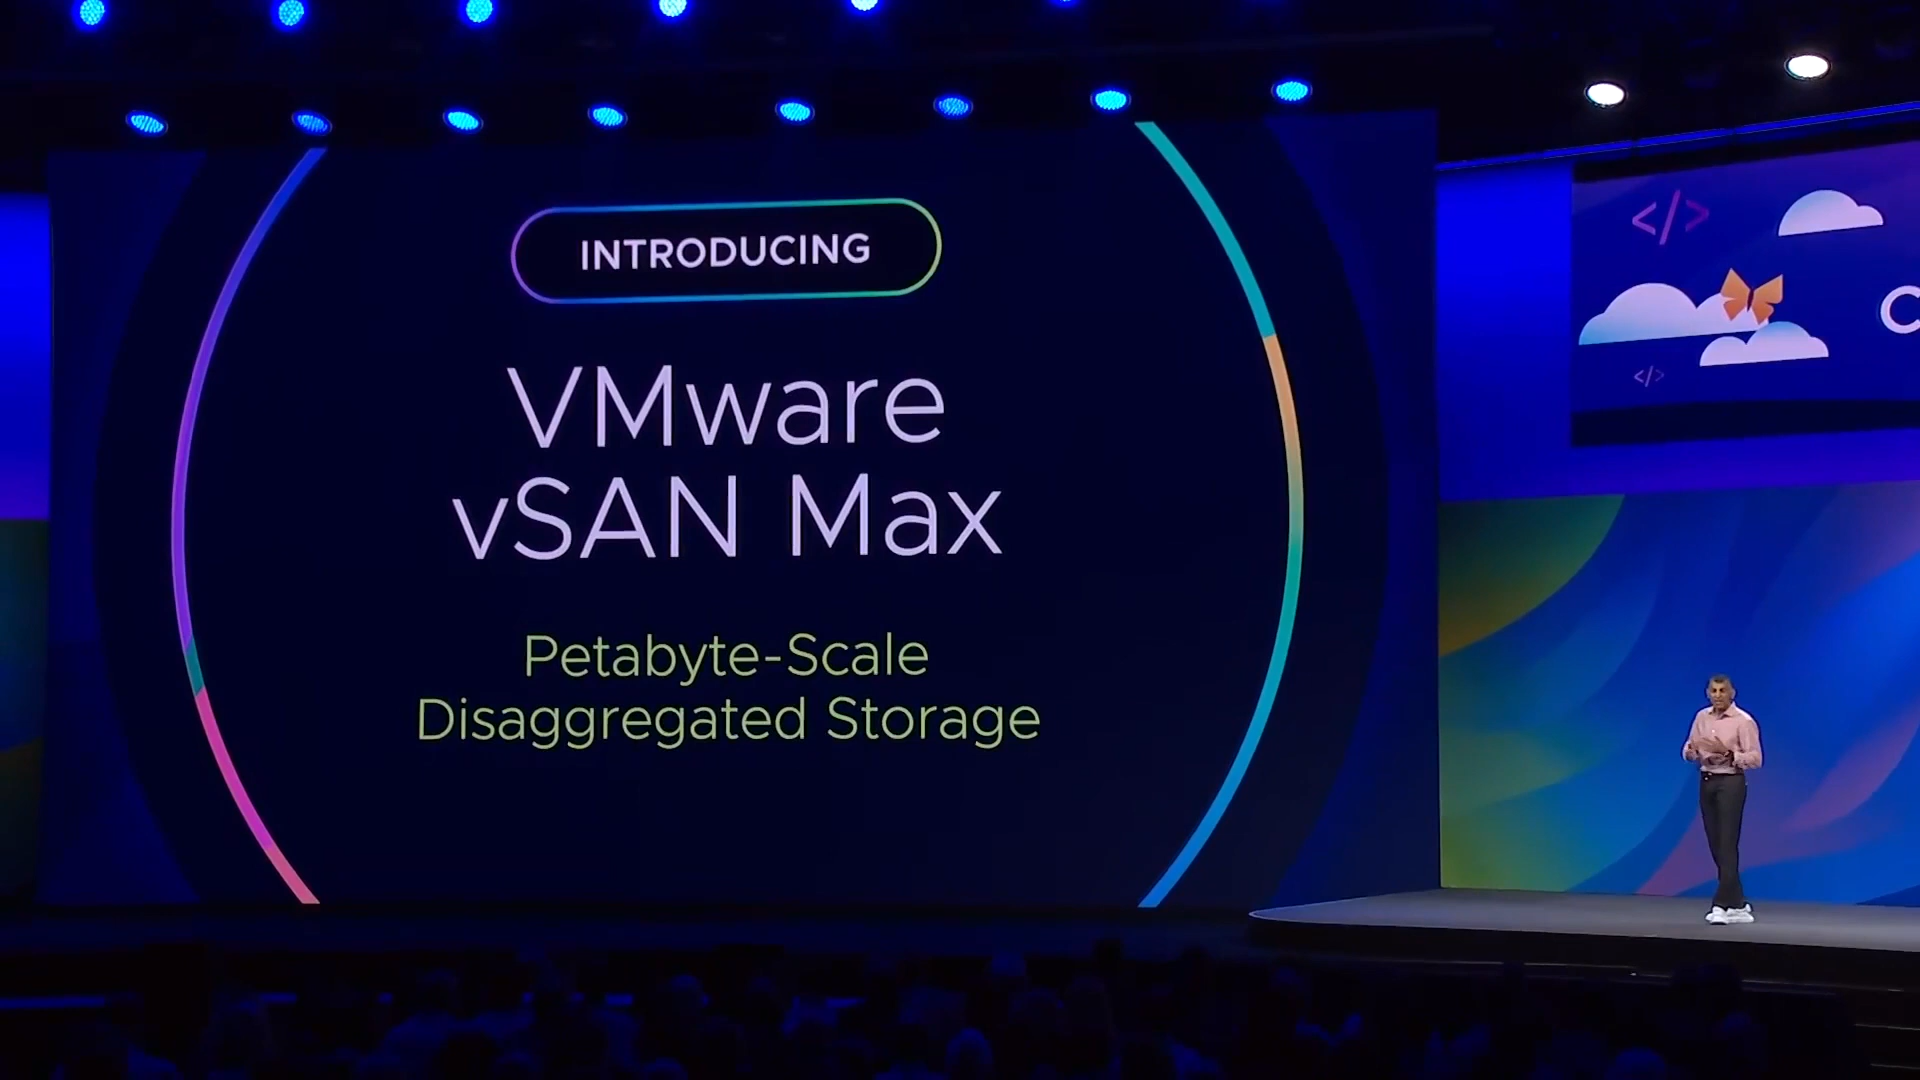 INTRODUCING
VMware
vSAN Max
Petabyte-Scale
Disaggregated Storage
</>
</>
C